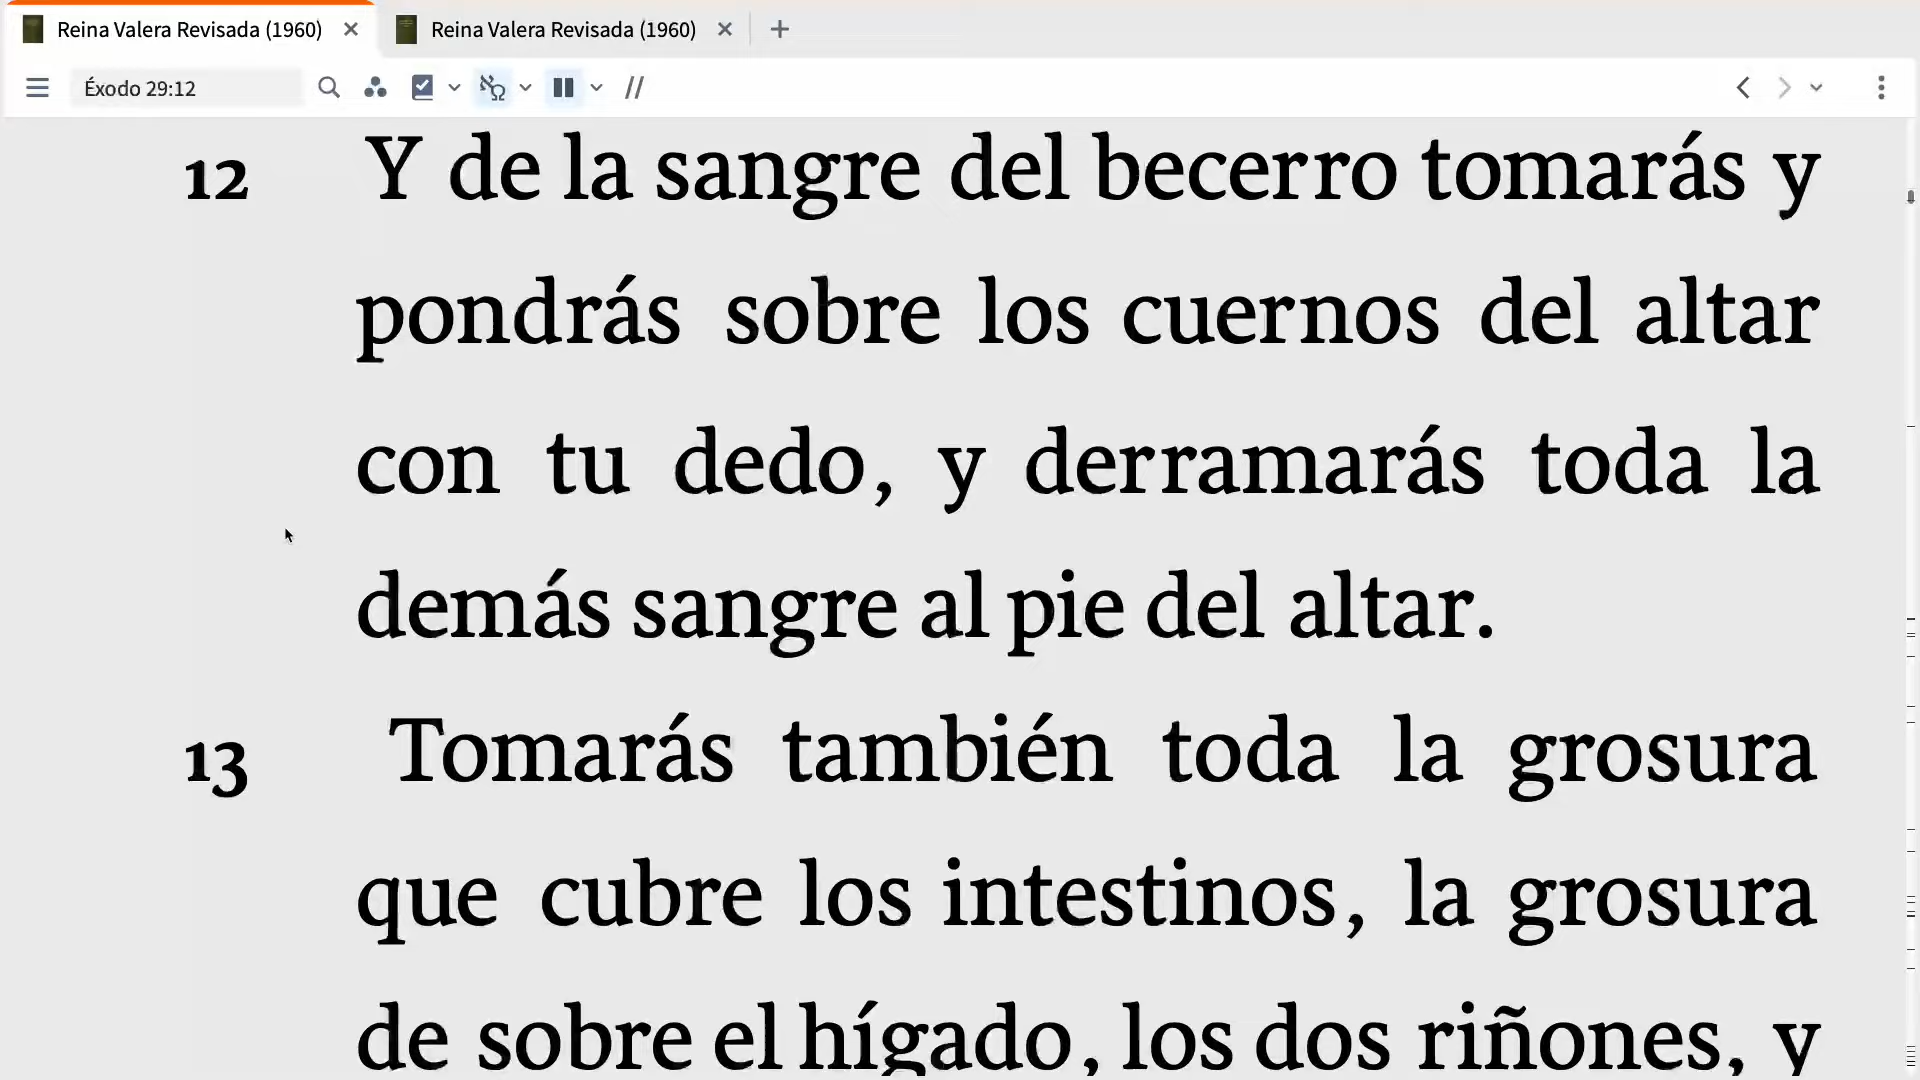 Reina Valera Revisada (1960)
Reina Valera Revisada (1960)
Éxodo 29:12
12 Y de la sangre del becerro tomarás y
pondrás sobre los cuernos del altar
con tu dedo, y derramarás toda la
demás sangre al pie del altar.
13 Tomarás también toda la grosura
que cubre los intestinos, la grosura
de sobre el hígado, los dos riñones, y